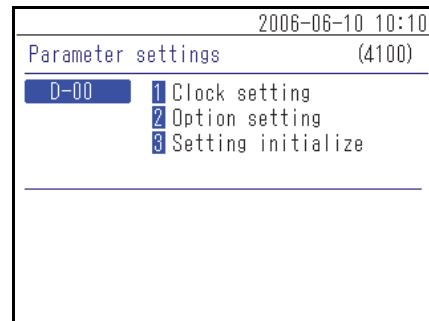 2006-06-10 10:10
Parameter settings (4100)
D-00 1 Clock setting
2 Option setting
3 Setting initialize